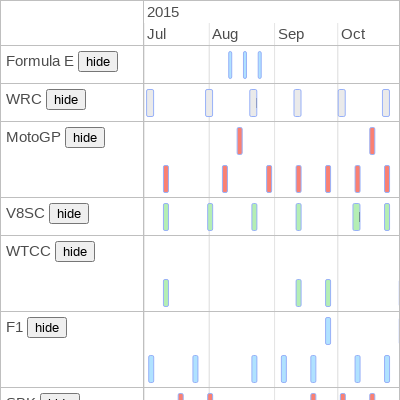 2015
Jul Aug Sep Oct
Formula E hide
WRC hide
MotoGP hide
V8SC hide
WTCC hide
F1 hide